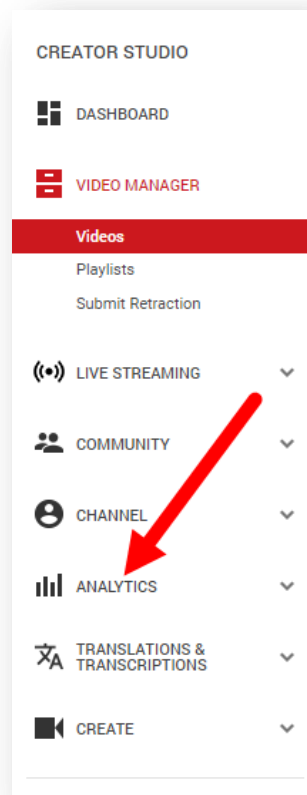 CREATOR STUDIO
DASHBOARD
VIDEO MANAGER
Videos
Playlists
Submit Retraction
LIVE STREAMING
COMMUNITY
CHANNEL
ANALYTICS
TRANSLATIONS &
TRANSCRIPTIONS
CREATE